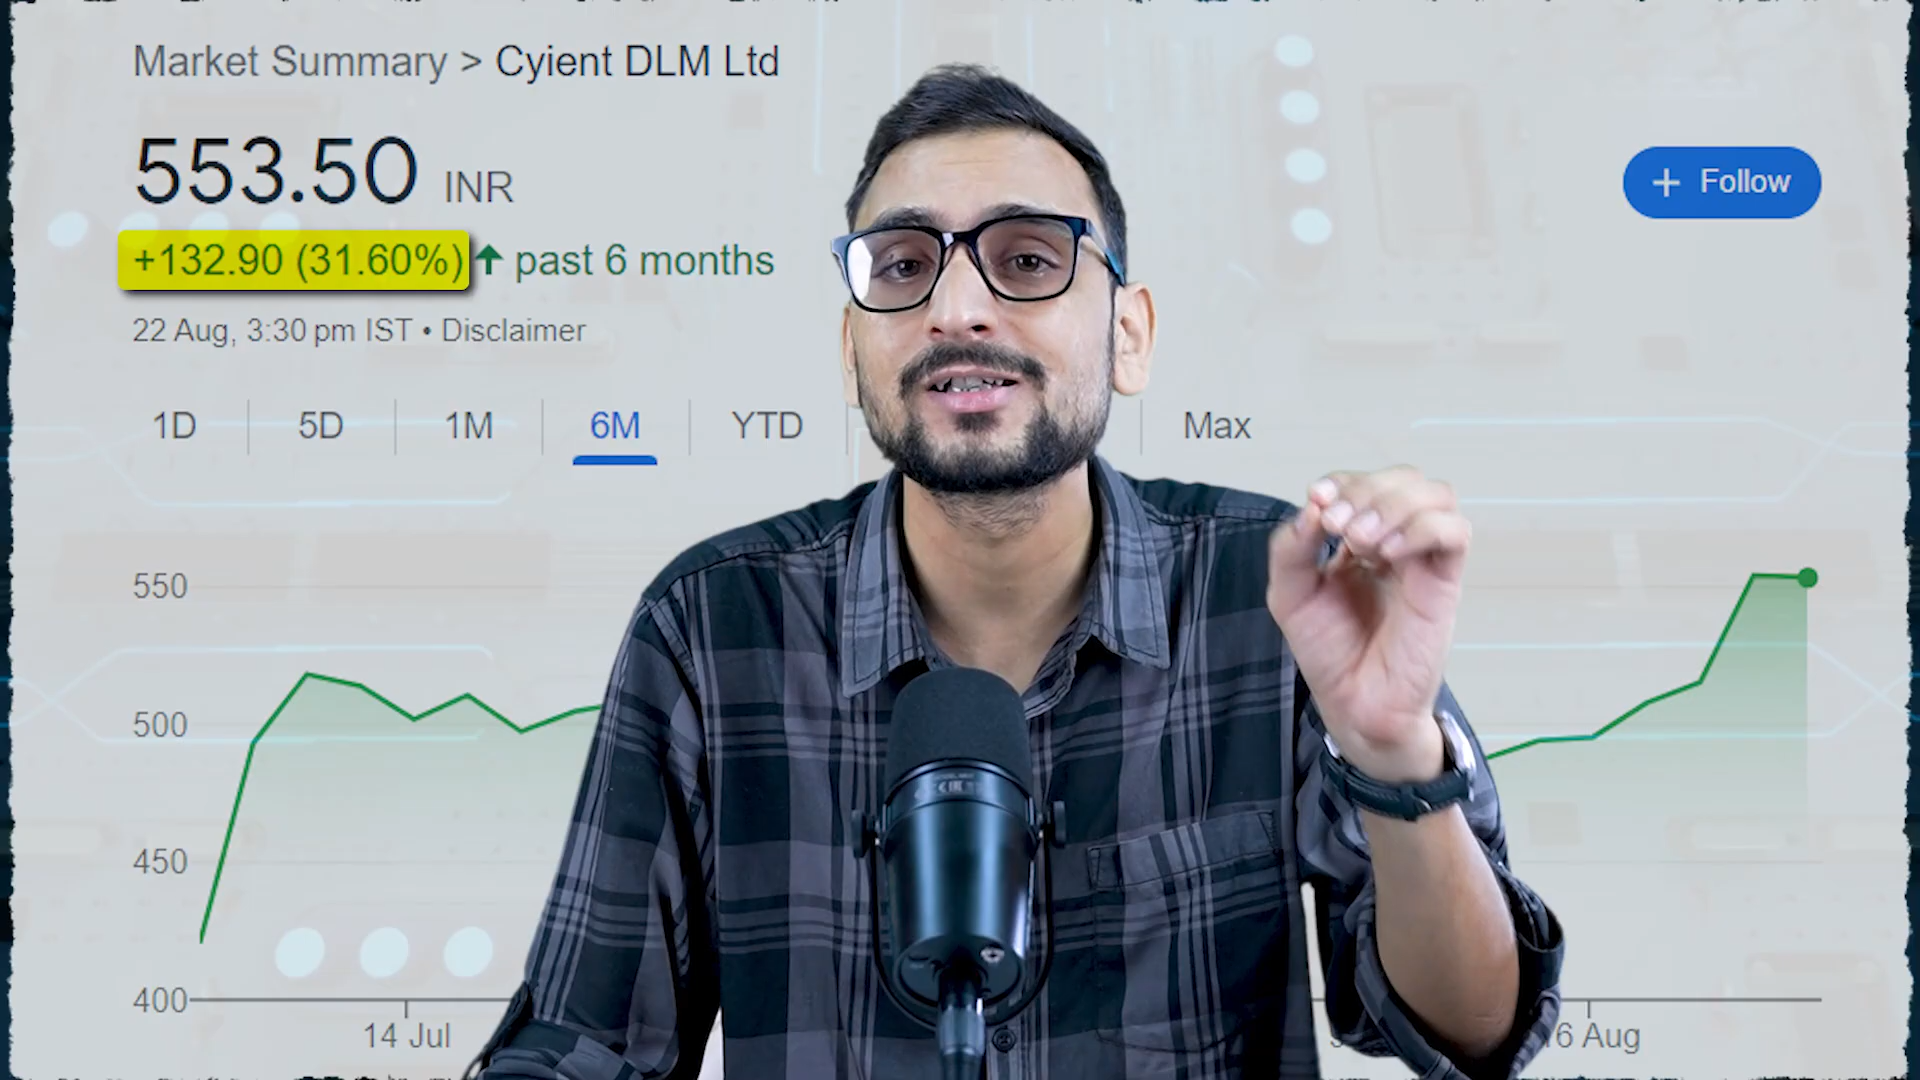 Market Summary > Cyient DLM Ltd
553.50 INR
+ Follow
+132.90 (31.60%) ↑ past 6 months
22 Aug, 3:30 pm IST • Disclaimer
1D 5D 1M 6M YTD Max
550
500
450
400
14 Jul
6 Aug